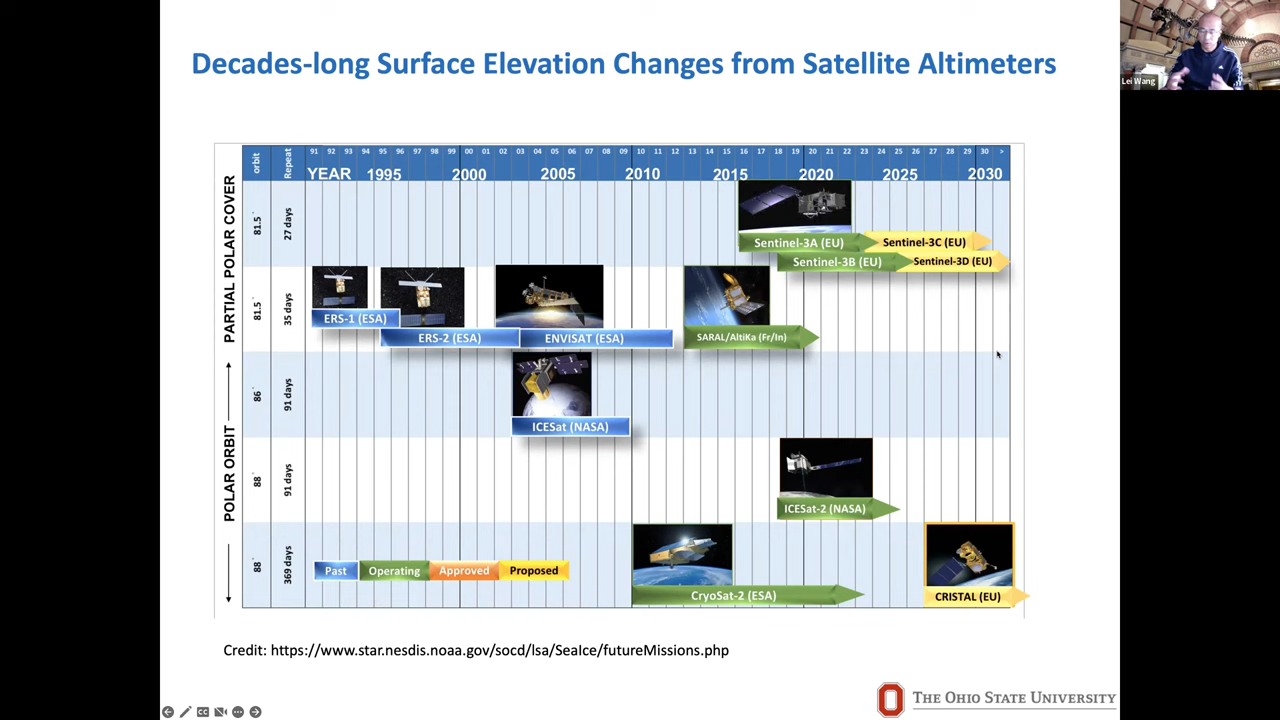 Decades-long Surface Elevation Changes from Satellite Altimeters
Lei Wang
orbit Repeat 91 92 93 94 95 96 97 98 99 00 01 02 03 04 05 06 07 08 09 10 11 12 13 14 15 16 17 18 19 20 21 22 23 24 25 26 27 28 29 30 >
YEAR 1995 2000 2005 2010 2015 2020 2025 2030
PARTIAL POLAR COVER
81.5° 27 days
Sentinel-3A (EU) Sentinel-3C (EU)
Sentinel-3B (EU) Sentinel-3D (EU)
81.5° 35 days
ERS-1 (ESA)
ERS-2 (ESA) ENVISAT (ESA) SARAL/AltiKa (Fr/In)
POLAR ORBIT
86° 91 days
ICESat (NASA)
88° 91 days
ICESat-2 (NASA)
88° 369 days
Past Operating Approved Proposed
CryoSat-2 (ESA) CRISTAL (EU)
Credit: https://www.star.nesdis.noaa.gov/socd/lsa/SeaIce/futureMissions.php
THE OHIO STATE UNIVERSITY